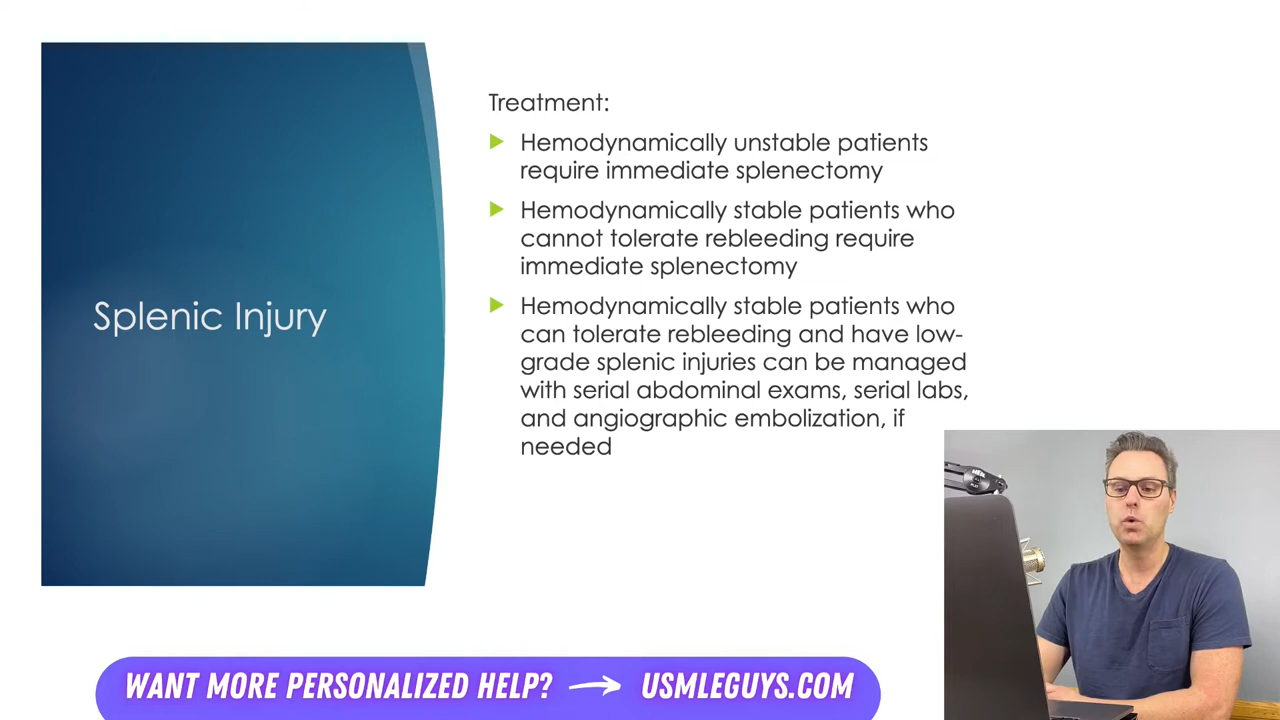 Splenic Injury
Treatment:
Hemodynamically unstable patients
require immediate splenectomy
Hemodynamically stable patients who
cannot tolerate rebleeding require
immediate splenectomy
Hemodynamically stable patients who
can tolerate rebleeding and have low-
grade splenic injuries can be managed
with serial abdominal exams, serial labs,
and angiographic embolization, if
needed
WANT MORE PERSONALIZED HELP? → USMLEGUYS.COM